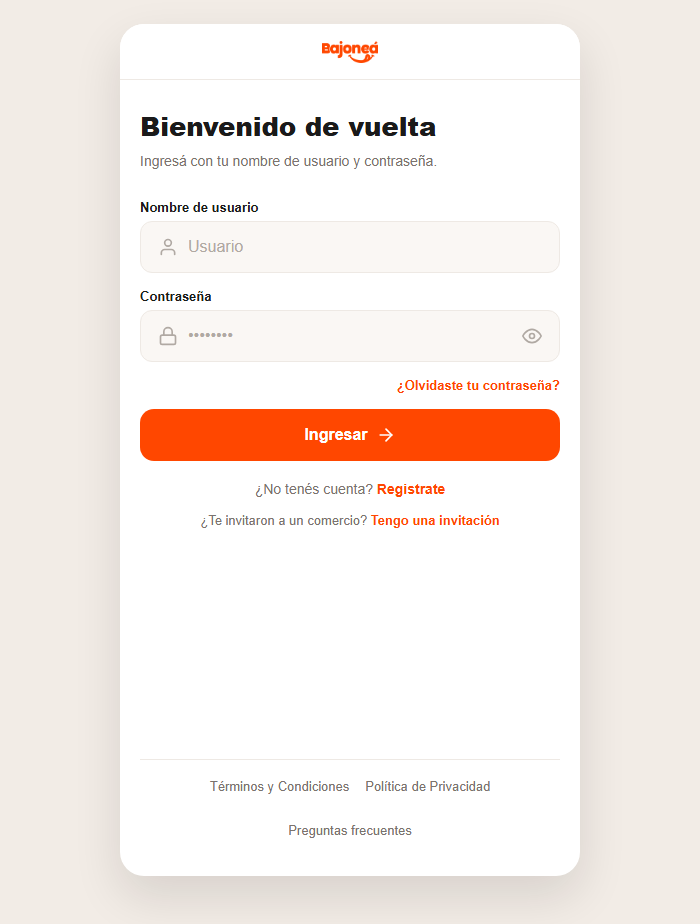 Bajoneá
Bienvenido de vuelta
Ingresá con tu nombre de usuario y contraseña.
Nombre de usuario
Usuario
Contraseña
••••••••
¿Olvidaste tu contraseña?
Ingresar →
¿No tenés cuenta? Registrate
¿Te invitaron a un comercio? Tengo una invitación
Términos y Condiciones Política de Privacidad
Preguntas frecuentes